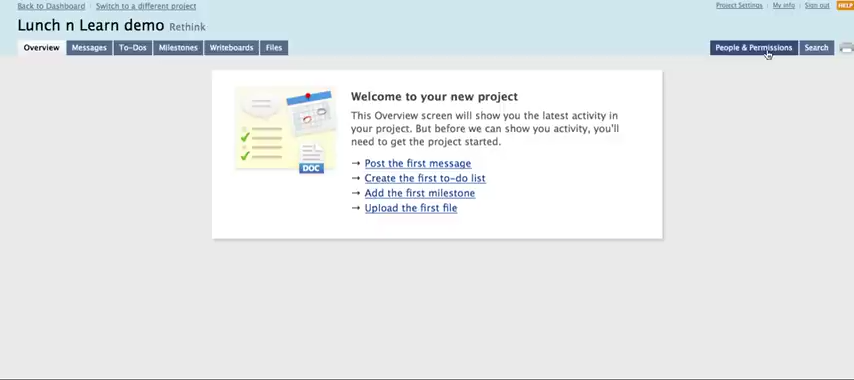 Back to Dashboard | Switch to a different project
Project Settings | My info | Sign out HELP
Lunch n Learn demo Rethink
Overview Messages To-Dos Milestones Writeboards Files
People & Permissions Search
Welcome to your new project
This Overview screen will show you the latest activity in
your project. But before we can show you activity, you'll
need to get the project started.
→ Post the first message
→ Create the first to-do list
→ Add the first milestone
→ Upload the first file
DOC